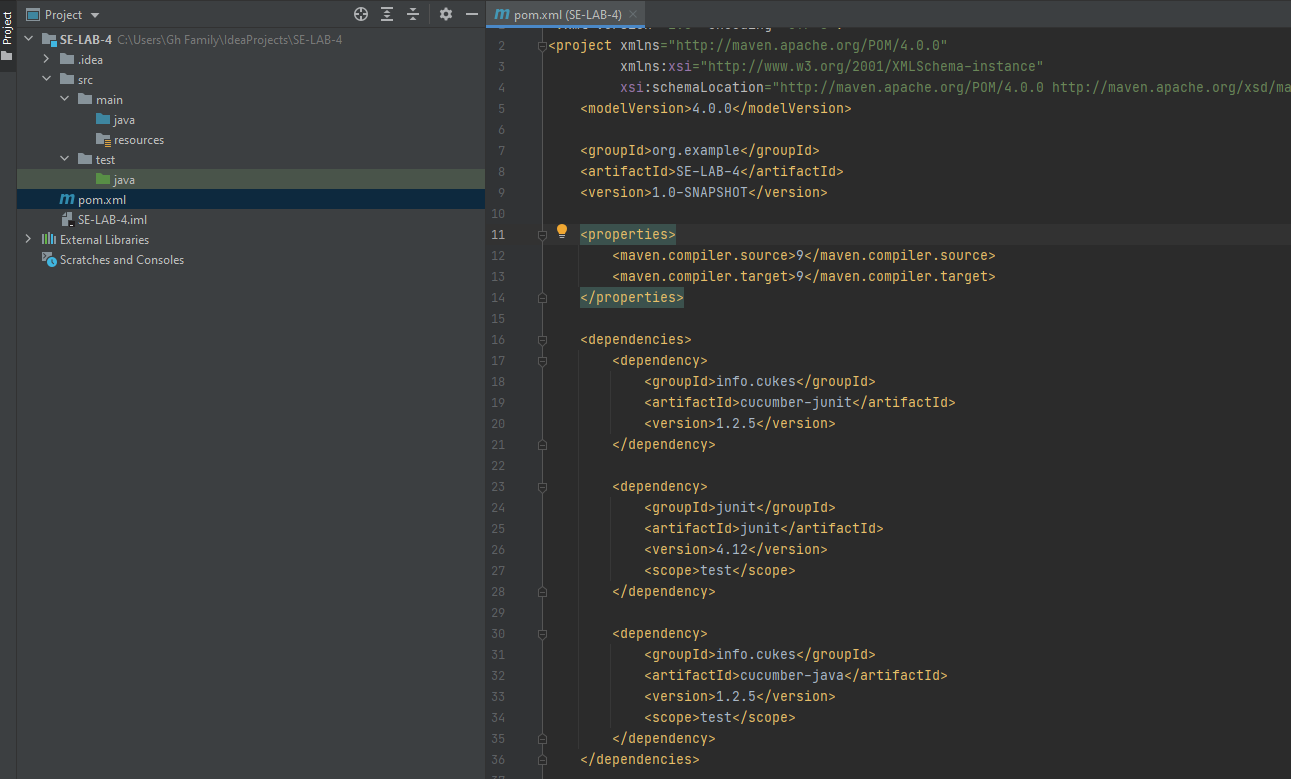 Project
Project
SE-LAB-4 C:\Users\Gh Family\IdeaProjects\SE-LAB-4
.idea
src
main
java
resources
test
java
m pom.xml
SE-LAB-4.iml
External Libraries
Scratches and Consoles
m pom.xml (SE-LAB-4)
2 <project xmlns="http://maven.apache.org/POM/4.0.0"
3 xmlns:xsi="http://www.w3.org/2001/XMLSchema-instance"
4 xsi:schemaLocation="http://maven.apache.org/POM/4.0.0 http://maven.apache.org/xsd/ma
5 <modelVersion>4.0.0</modelVersion>
6
7 <groupId>org.example</groupId>
8 <artifactId>SE-LAB-4</artifactId>
9 <version>1.0-SNAPSHOT</version>
10
11 <properties>
12 <maven.compiler.source>9</maven.compiler.source>
13 <maven.compiler.target>9</maven.compiler.target>
14 </properties>
15
16 <dependencies>
17 <dependency>
18 <groupId>info.cukes</groupId>
19 <artifactId>cucumber-junit</artifactId>
20 <version>1.2.5</version>
21 </dependency>
22
23 <dependency>
24 <groupId>junit</groupId>
25 <artifactId>junit</artifactId>
26 <version>4.12</version>
27 <scope>test</scope>
28 </dependency>
29
30 <dependency>
31 <groupId>info.cukes</groupId>
32 <artifactId>cucumber-java</artifactId>
33 <version>1.2.5</version>
34 <scope>test</scope>
35 </dependency>
36 </dependencies>